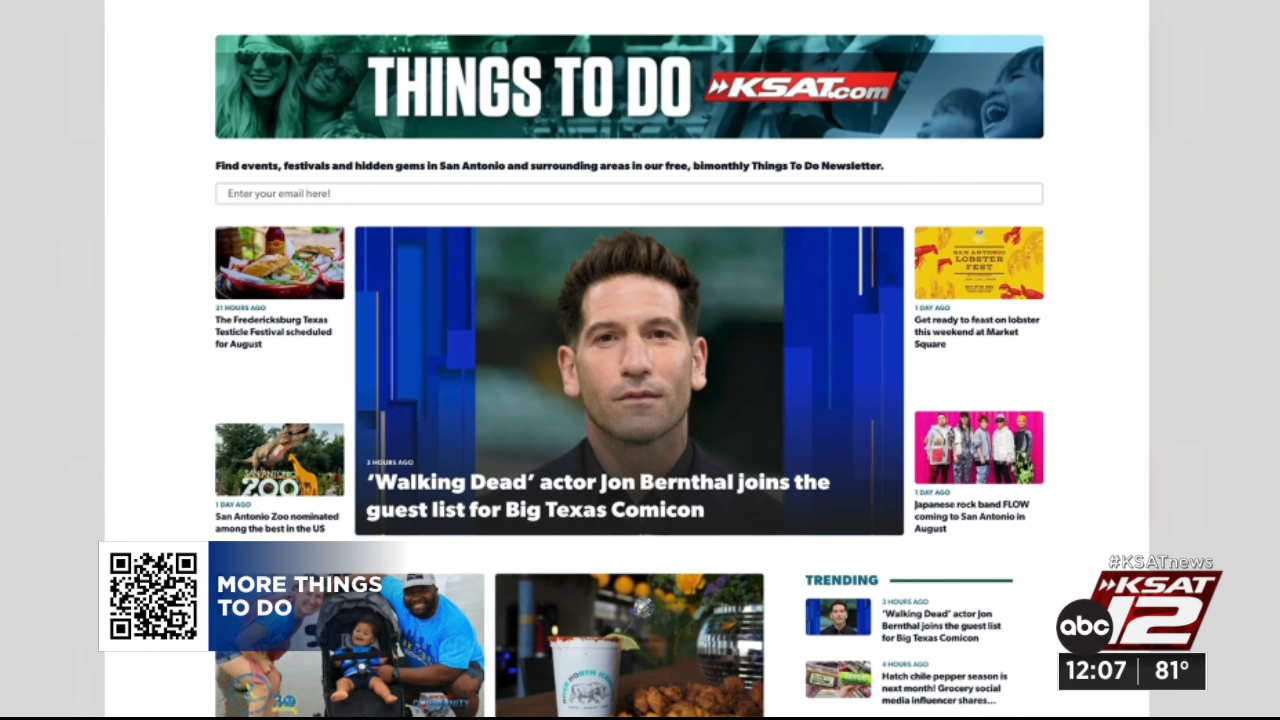 THINGS TO DO KSAT.com
Find events, festivals and hidden gems in San Antonio and surrounding areas in our free, bimonthly Things To Do Newsletter.
Enter your email here!
21 HOURS AGO
The Fredericksburg Texas
Testicle Festival scheduled
for August
SAN ANTONIO
ZOO
1 DAY AGO
San Antonio Zoo nominated
among the best in the US
3 HOURS AGO
‘Walking Dead’ actor Jon Bernthal joins the
guest list for Big Texas Comicon
SAN ANTONIO
LOBSTER
FEST
1 DAY AGO
Get ready to feast on lobster
this weekend at Market
Square
1 DAY AGO
Japanese rock band FLOW
coming to San Antonio in
August
MORE THINGS
TO DO
TRENDING
3 HOURS AGO
‘Walking Dead’ actor Jon
Bernthal joins the guest list
for Big Texas Comicon
4 HOURS AGO
Hatch chile pepper season is
next month! Grocery social
media influencer shares...
#KSATnews
KSAT
abc 12
12:07 81°